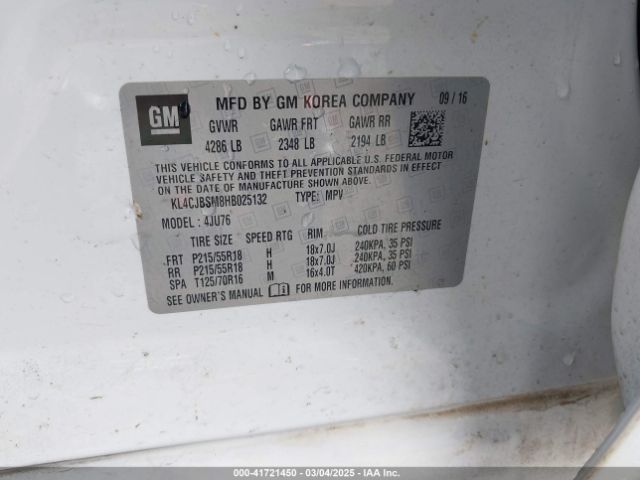 GM
MFD BY GM KOREA COMPANY 09/16
GVWR GAWR FRT GAWR RR
4286 LB 2348 LB 2194 LB
THIS VEHICLE CONFORMS TO ALL APPLICABLE U.S. FEDERAL MOTOR
VEHICLE SAFETY AND THEFT PREVENTION STANDARDS IN EFFECT ON THE
DATE OF MANUFACTURE SHOWN ABOVE.
KL4CJBSM8HB025132 TYPE: MPV
MODEL: 4JU76
TIRE SIZE SPEED RTG RIM COLD TIRE PRESSURE
FRT P215/55R18 H 18x7.0J 240KPA, 35 PSI
RR P215/55R18 H 18x7.0J 240KPA, 35 PSI
SPA T125/70R16 M 16x4.0T 420KPA, 60 PSI
SEE OWNER'S MANUAL FOR MORE INFORMATION.
000-41721450 - 03/04/2025 - IAA Inc.